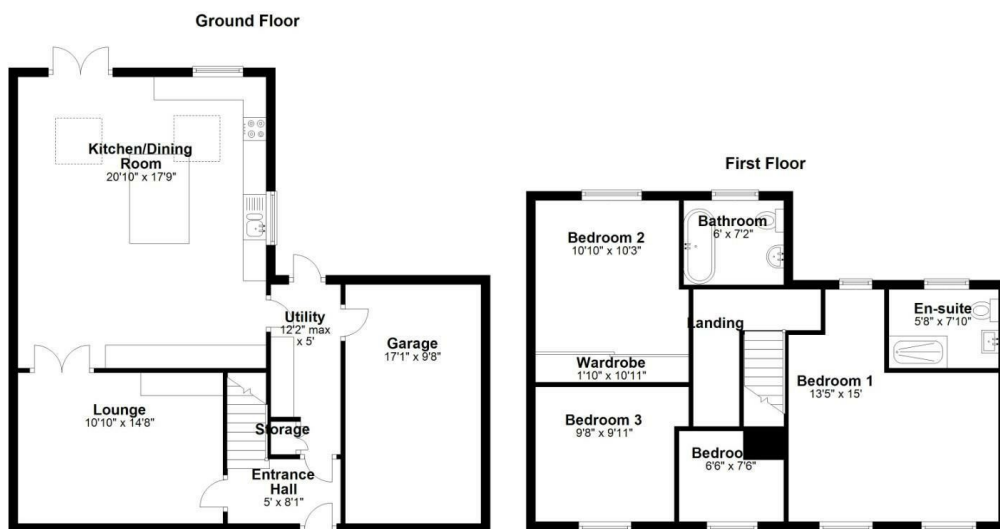 Ground Floor
Kitchen/Dining
Room
20'10" x 17'9"
Utility
12'2" max
x 5'
Garage
17'1" x 9'8"
Lounge
10'10" x 14'8"
Storage
Entrance
Hall
5' x 8'1"
First Floor
Bedroom 2
10'10" x 10'3"
Bathroom
6' x 7'2"
Landing
En-suite
5'8" x 7'10"
Wardrobe
1'10" x 10'11"
Bedroom 1
13'5" x 15'
Bedroom 3
9'8" x 9'11"
Bedroo
6'6" x 7'6"